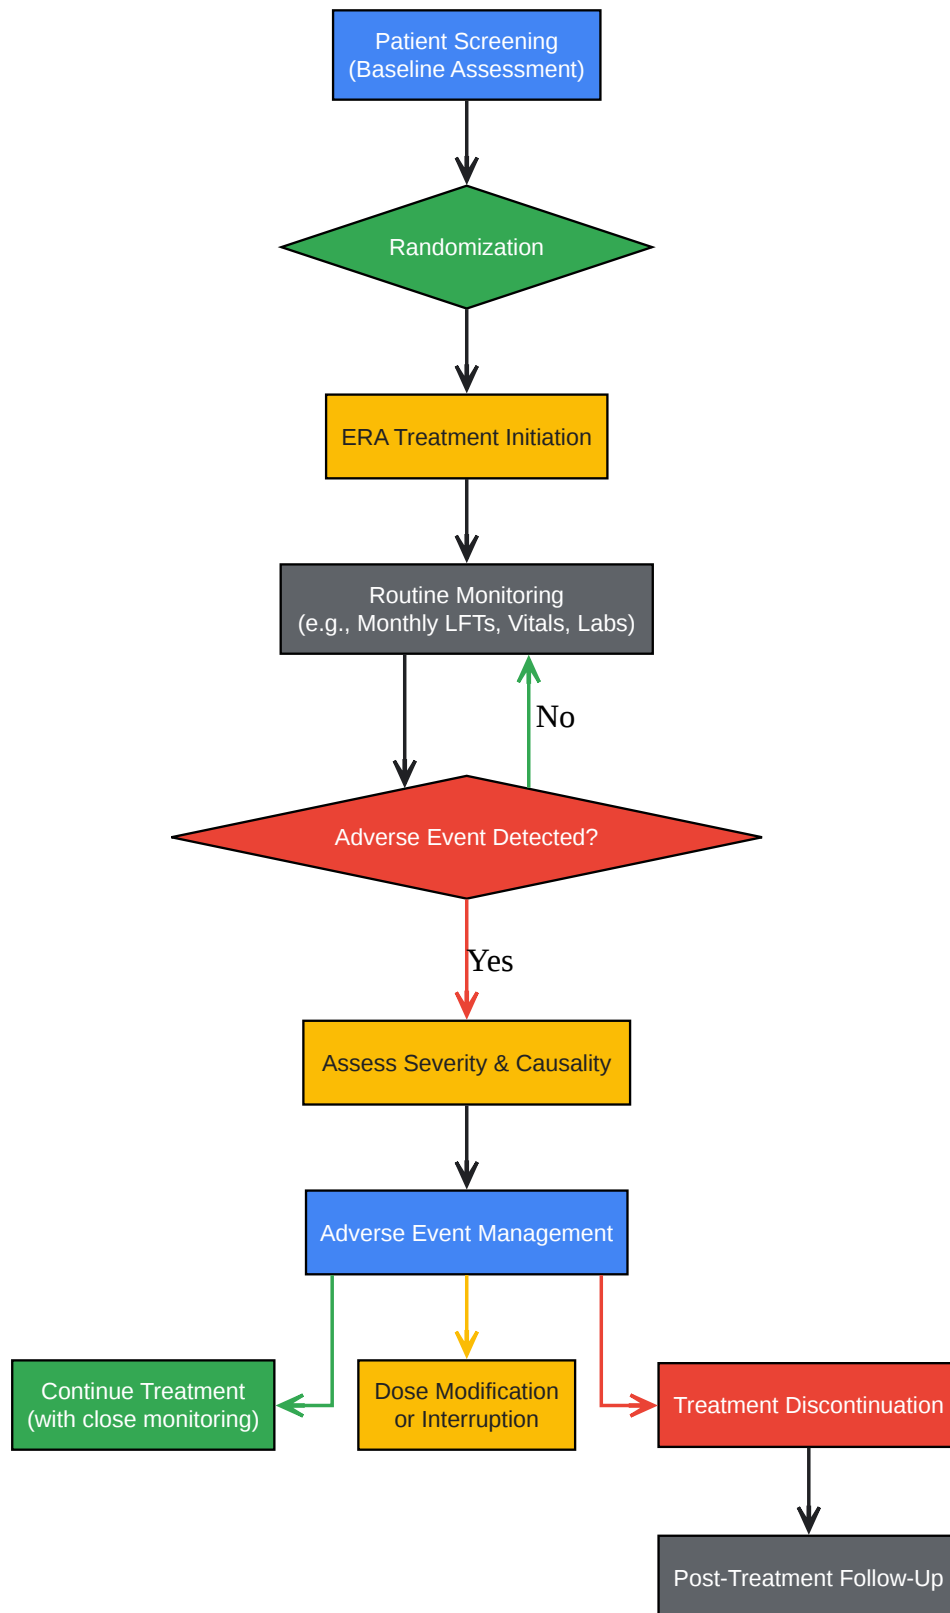 Patient Screening
(Baseline Assessment)
Randomization
ERA Treatment Initiation
Routine Monitoring
(e.g., Monthly LFTs, Vitals, Labs)
No
Adverse Event Detected?
Yes
Assess Severity & Causality
Adverse Event Management
Continue Treatment
(with close monitoring)
Dose Modification
or Interruption
Treatment Discontinuation
Post-Treatment Follow-Up